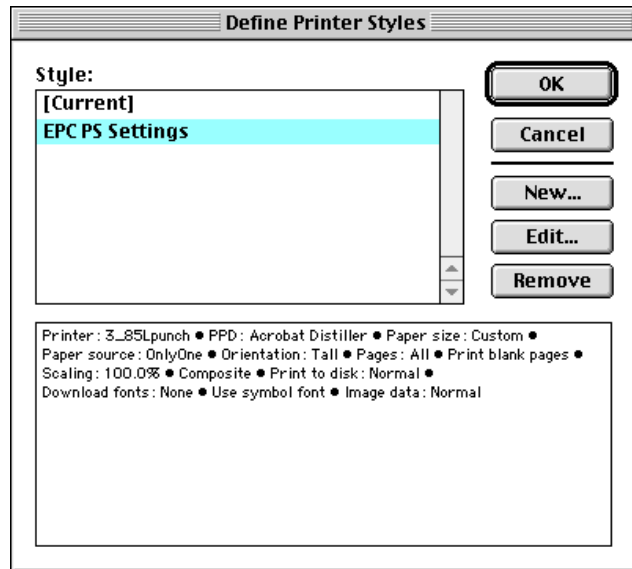 Define Printer Styles
Style:
[Current]
EPC PS Settings
OK
Cancel
New...
Edit...
Remove
Printer: 3_85Lpunch ● PPD: Acrobat Distiller ● Paper size: Custom ●
Paper source: OnlyOne ● Orientation: Tall ● Pages: All ● Print blank pages ●
Scaling: 100.0% ● Composite ● Print to disk: Normal ●
Download fonts: None ● Use symbol font ● Image data: Normal